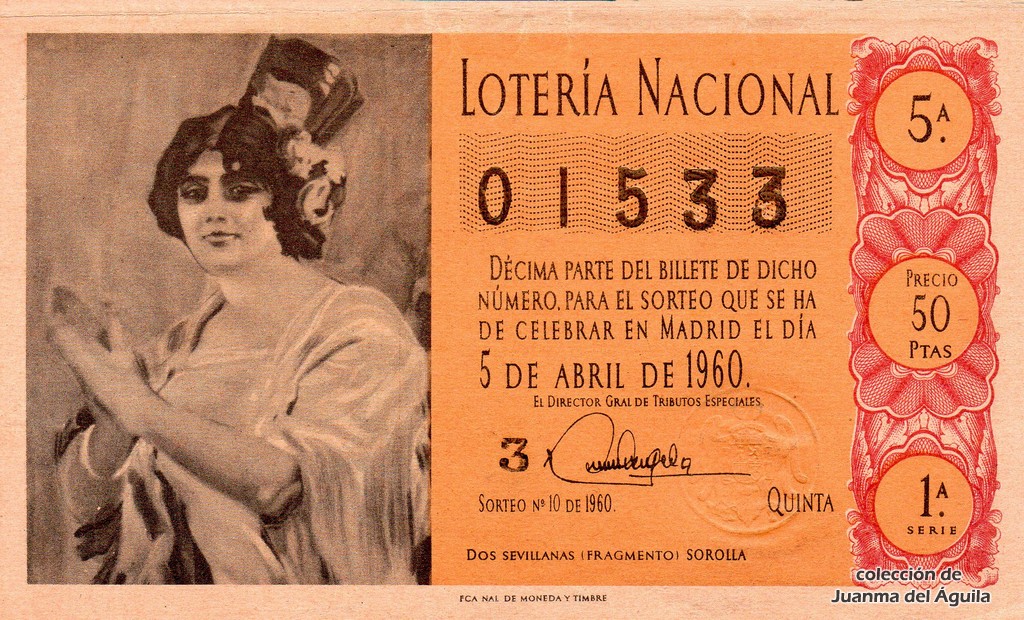 LOTERÍA NACIONAL
01533
DÉCIMA PARTE DEL BILLETE DE DICHO
NÚMERO, PARA EL SORTEO QUE SE HA
DE CELEBRAR EN MADRID EL DÍA
5 DE ABRIL DE 1960.
EL DIRECTOR GRAL DE TRIBUTOS ESPECIALES
3
SORTEO Nº 10 DE 1960.
QUINTA
DOS SEVILLANAS (FRAGMENTO) SOROLLA
5.ª
PRECIO
50
PTAS
1.ª
SERIE
FCA NAL DE MONEDA Y TIMBRE
colección de
Juanma del Águila